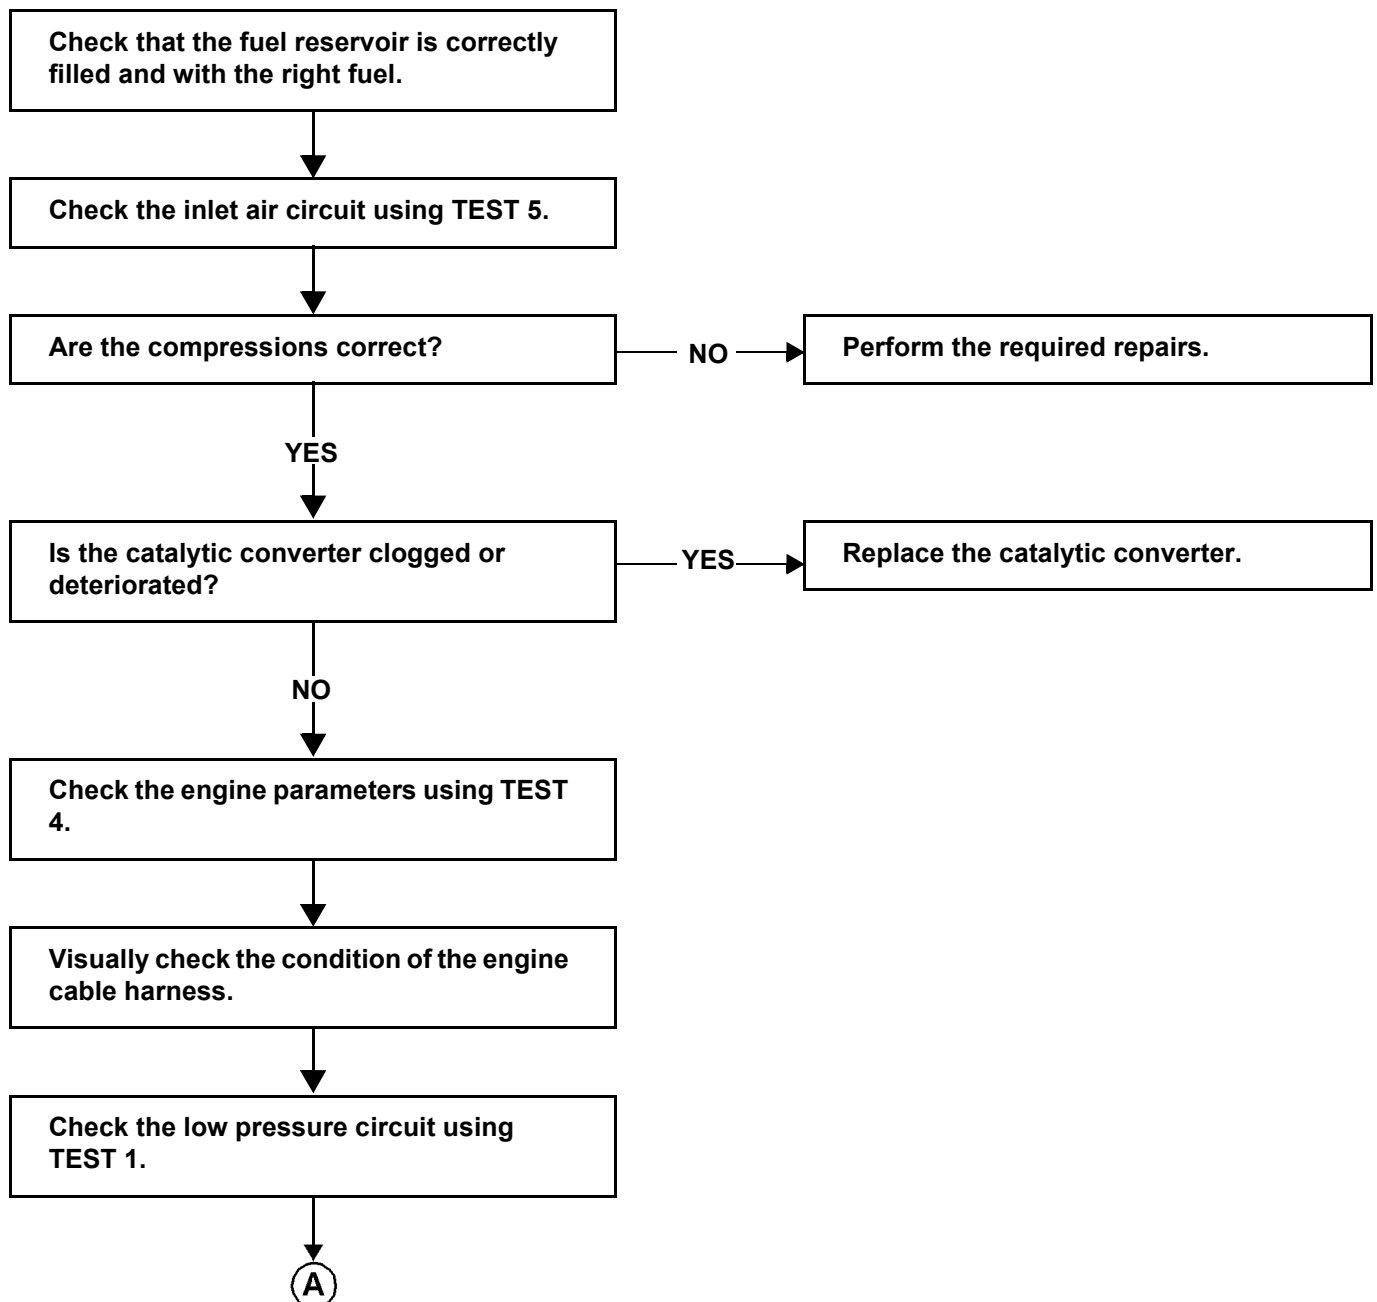 Check that the fuel reservoir is correctly
filled and with the right fuel.
Check the inlet air circuit using TEST 5.
Are the compressions correct?
NO
Perform the required repairs.
YES
Is the catalytic converter clogged or
deteriorated?
YES
Replace the catalytic converter.
NO
Check the engine parameters using TEST
4.
Visually check the condition of the engine
cable harness.
Check the low pressure circuit using
TEST 1.
A